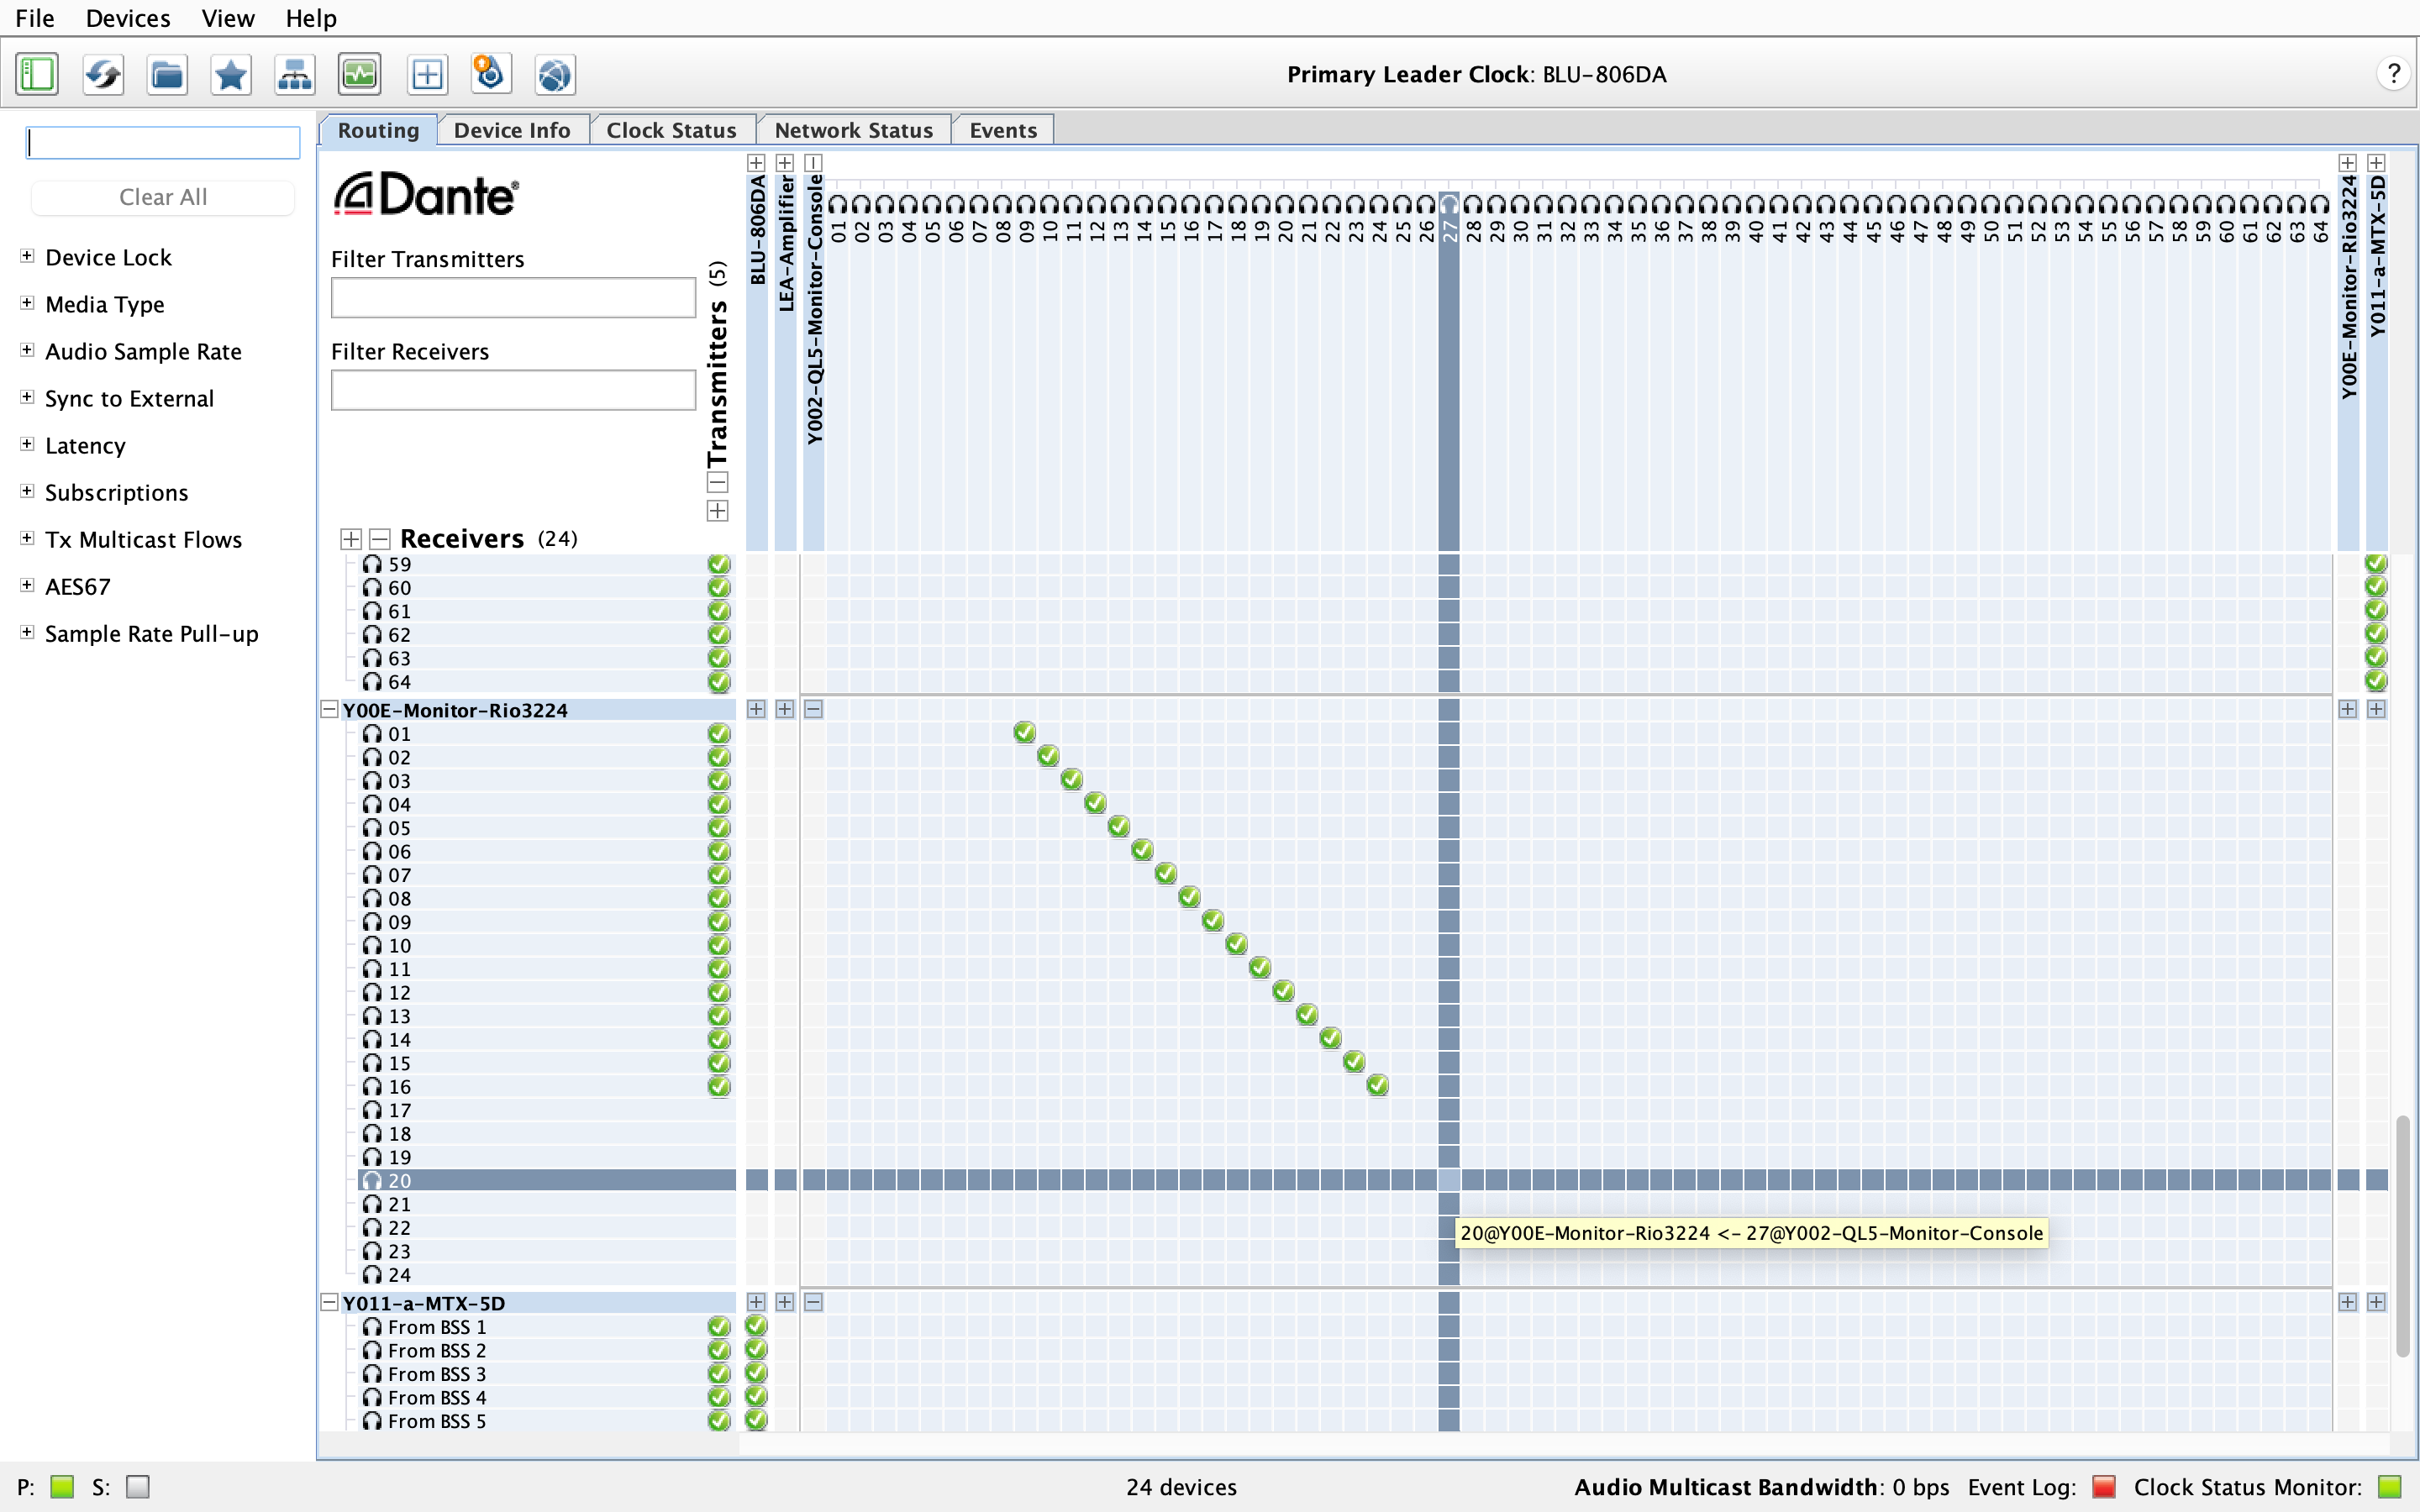 File Devices View Help
Primary Leader Clock: BLU-806DA
?
Clear All
Device Lock
Media Type
Audio Sample Rate
Sync to External
Latency
Subscriptions
Tx Multicast Flows
AES67
Sample Rate Pull-up
Routing Device Info Clock Status Network Status Events
Dante®
Filter Transmitters
Filter Receivers
Transmitters (5)
Receivers (24)
BLU-806DA
LEA-Amplifier
Y002-QL5-Monitor-Console
01 02 03 04 05 06 07 08 09 10 11 12 13 14 15 16 17 18 19 20 21 22 23 24 25 26 27 28 29 30 31 32 33 34 35 36 37 38 39 40 41 42 43 44 45 46 47 48 49 50 51 52 53 54 55 56 57 58 59 60 61 62 63 64
Y00E-Monitor-Rio3224
Y011-a-MTX-5D
59
60
61
62
63
64
Y00E-Monitor-Rio3224
01
02
03
04
05
06
07
08
09
10
11
12
13
14
15
16
17
18
19
20
21
22
23
24
20@Y00E-Monitor-Rio3224 <- 27@Y002-QL5-Monitor-Console
Y011-a-MTX-5D
From BSS 1
From BSS 2
From BSS 3
From BSS 4
From BSS 5
P: S: 24 devices Audio Multicast Bandwidth: 0 bps Event Log: Clock Status Monitor: